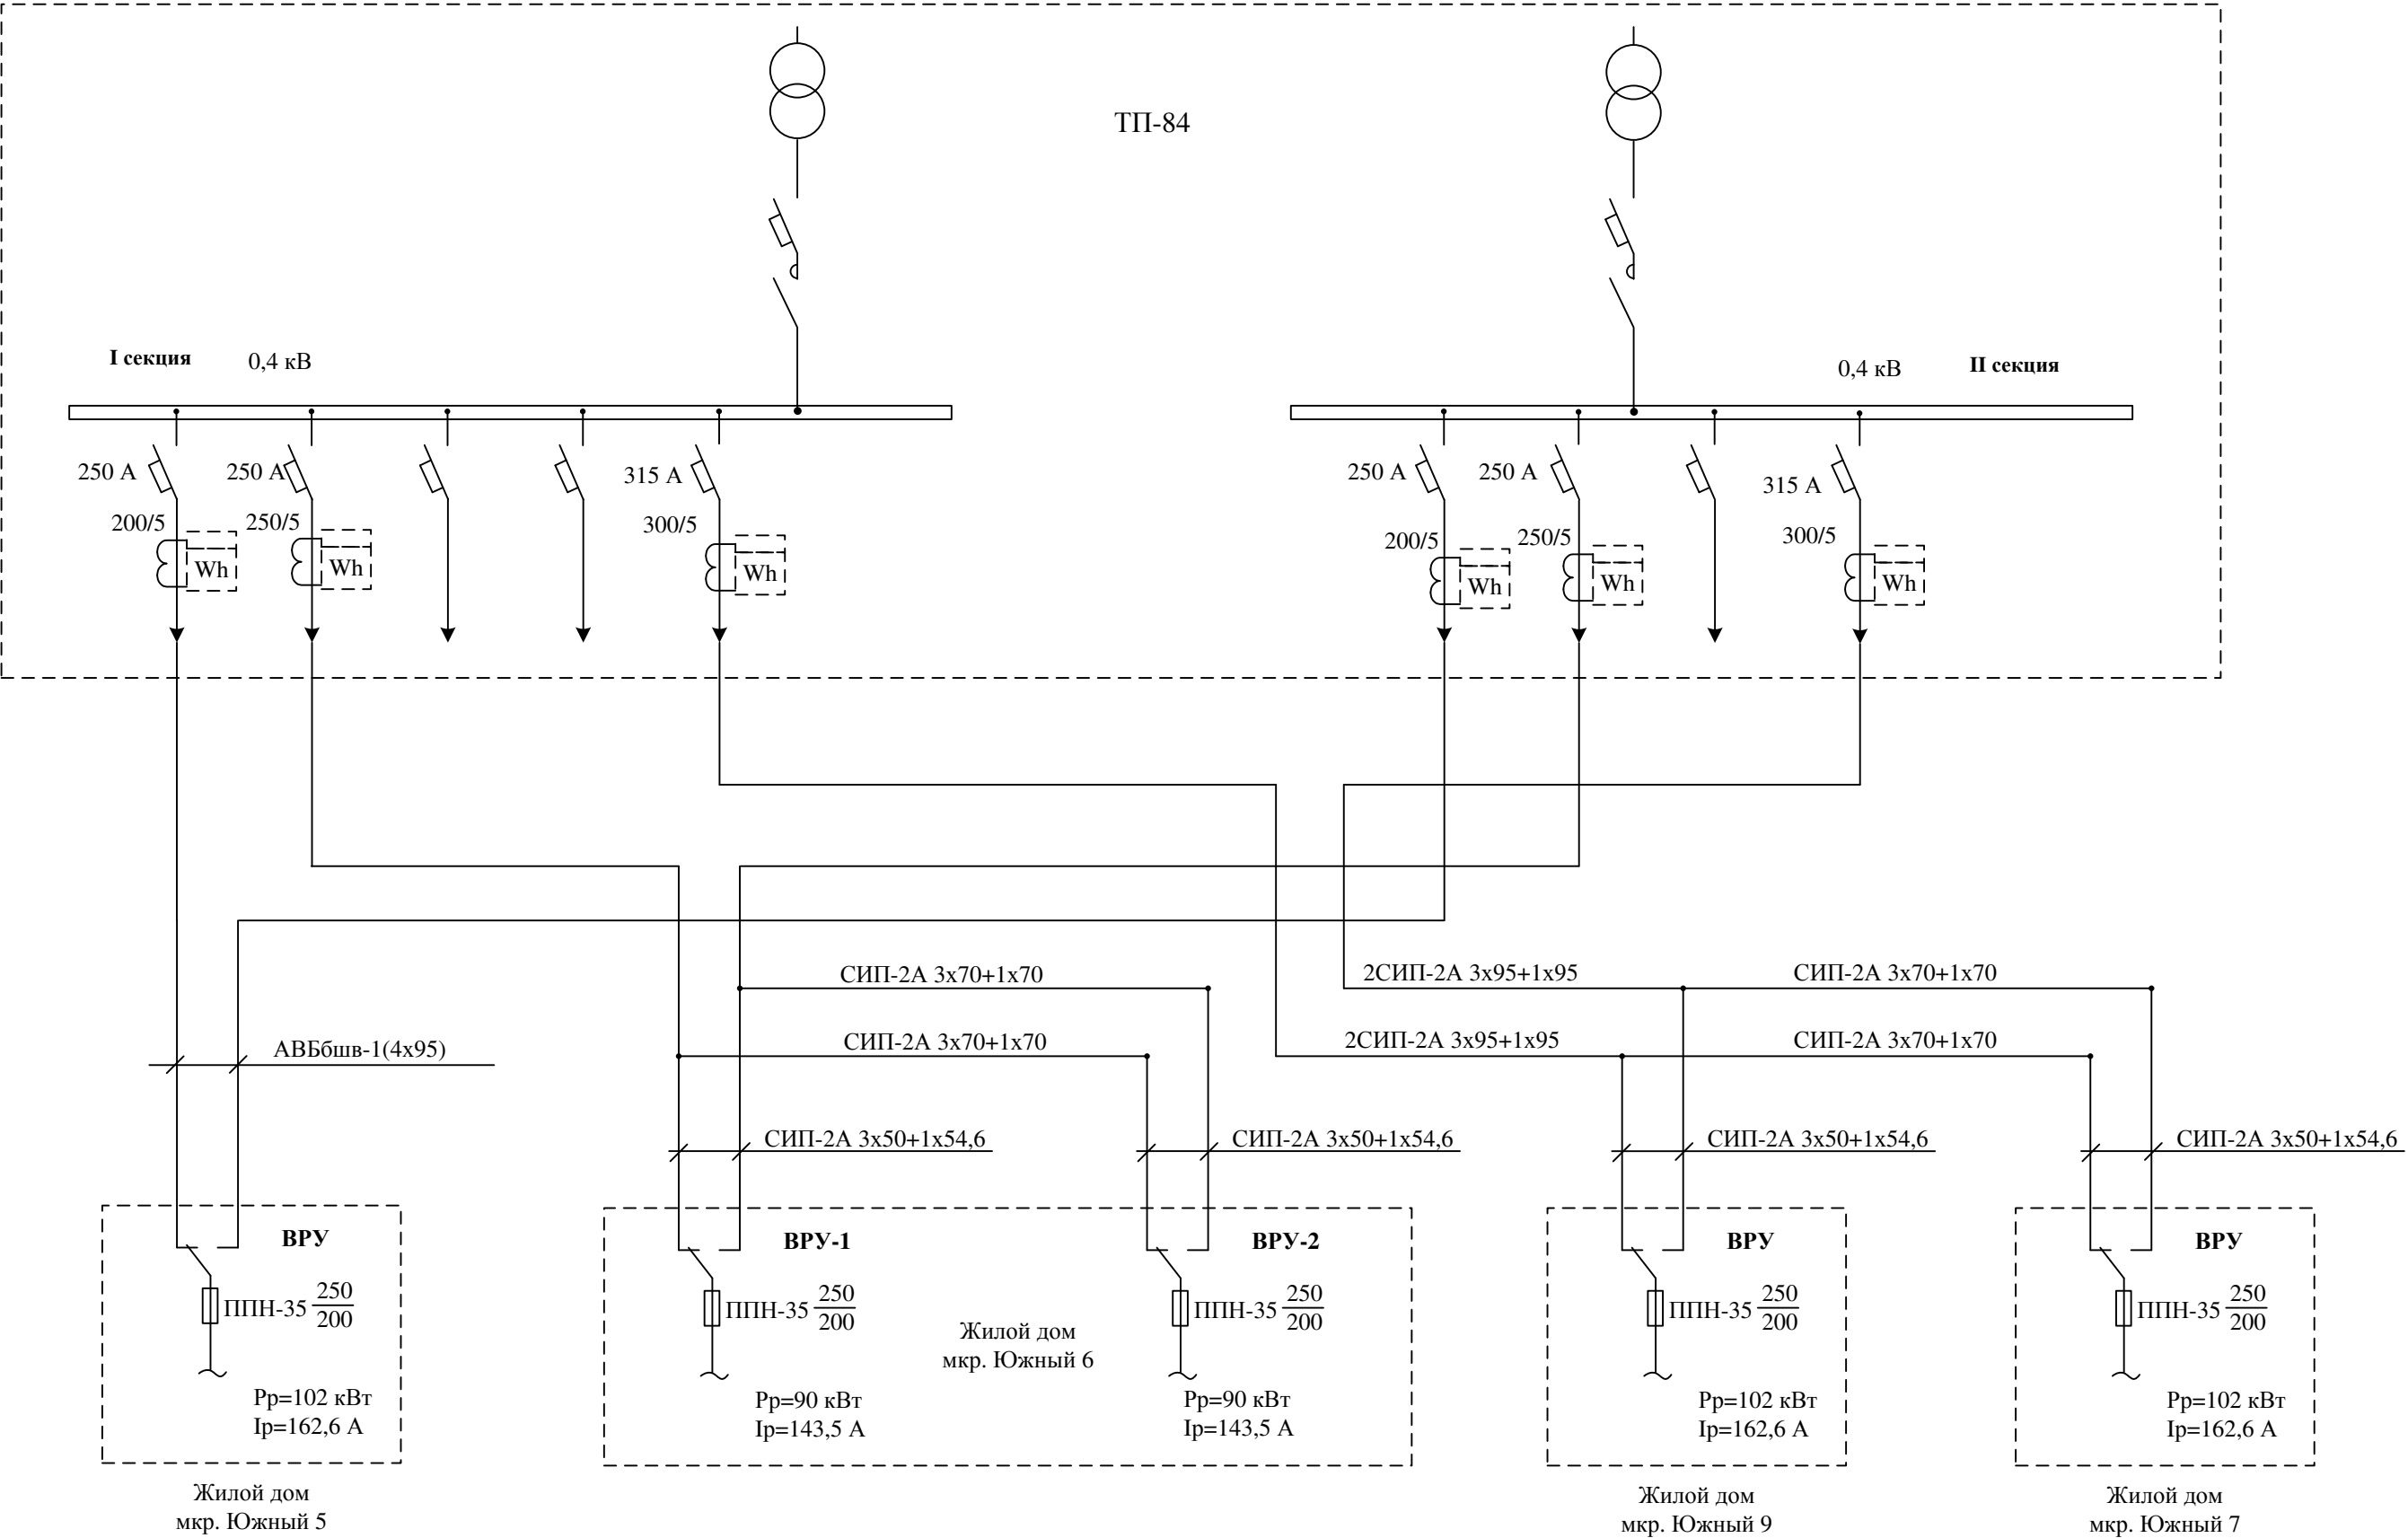 ТП-84
I секция
0,4 кВ
0,4 кВ
II секция
250 А
250 А
315 А
250 А
250 А
315 А
200/5
250/5
300/5
200/5
250/5
300/5
Wh
Wh
Wh
Wh
Wh
Wh
СИП-2А 3х70+1х70
2СИП-2А 3х95+1х95
СИП-2А 3х70+1х70
АВБбшв-1(4х95)
СИП-2А 3х70+1х70
2СИП-2А 3х95+1х95
СИП-2А 3х70+1х70
СИП-2А 3х50+1х54,6
СИП-2А 3х50+1х54,6
СИП-2А 3х50+1х54,6
СИП-2А 3х50+1х54,6
ВРУ
ППН-35 250/200
Рр=102 кВт
Iр=162,6 А
Жилой дом
мкр. Южный 5
ВРУ-1
ППН-35 250/200
Рр=90 кВт
Iр=143,5 А
Жилой дом
мкр. Южный 6
ВРУ-2
ППН-35 250/200
Рр=90 кВт
Iр=143,5 А
ВРУ
ППН-35 250/200
Рр=102 кВт
Iр=162,6 А
Жилой дом
мкр. Южный 9
ВРУ
ППН-35 250/200
Рр=102 кВт
Iр=162,6 А
Жилой дом
мкр. Южный 7